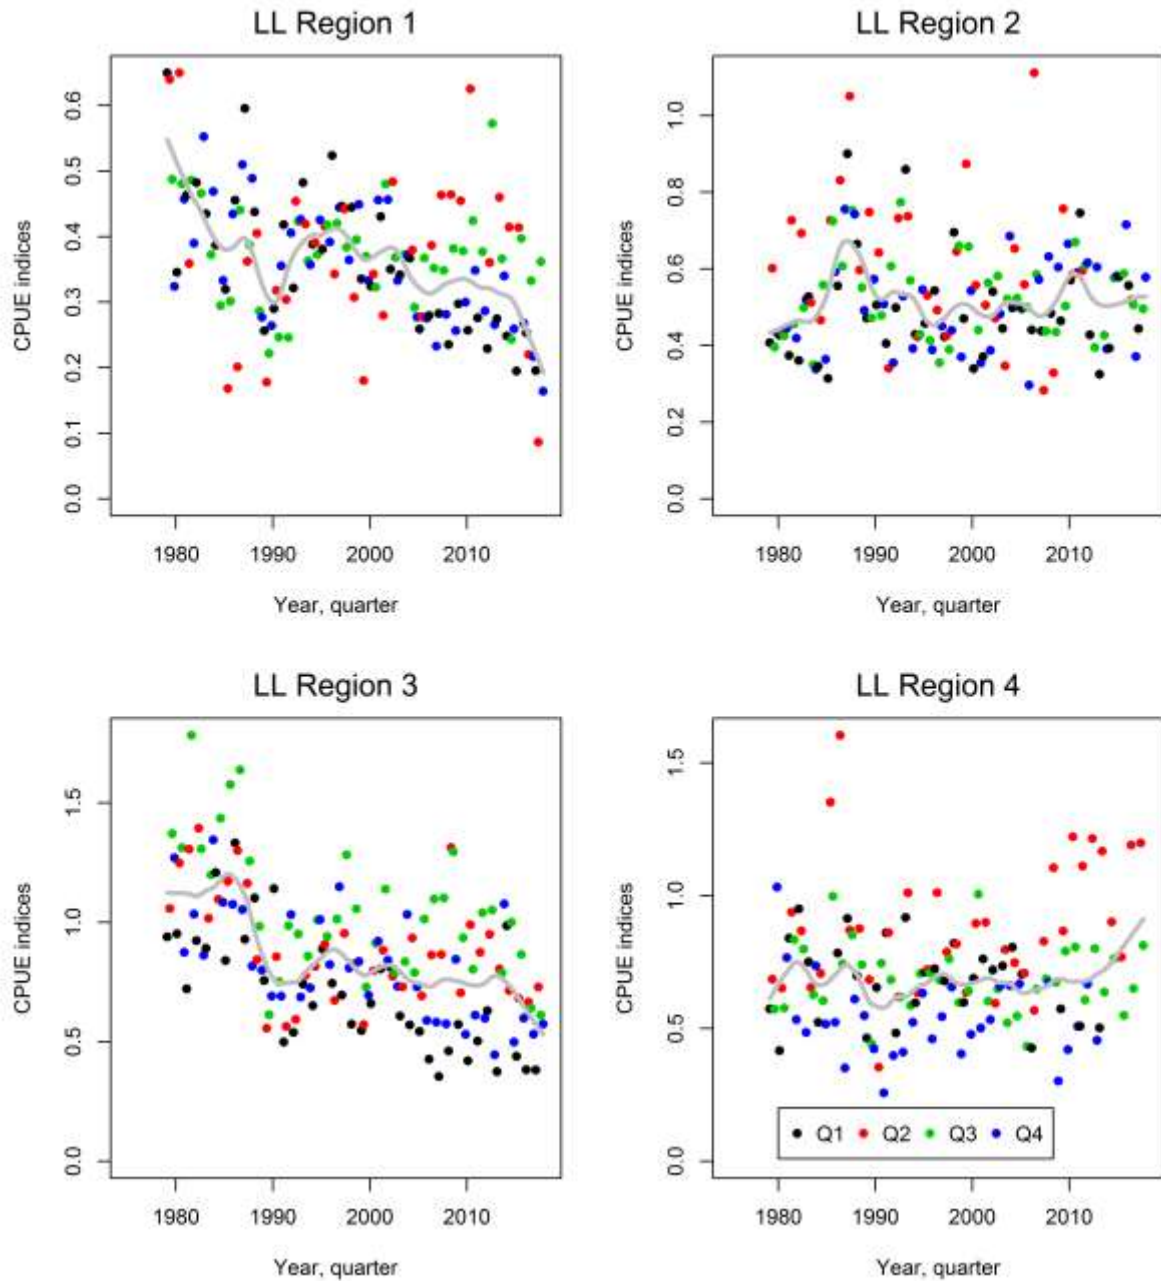 LL Region 1
CPUE indices
0.6
0.5
0.4
0.3
0.2
0.1
0.0
1980 1990 2000 2010
Year, quarter
LL Region 2
CPUE indices
1.0
0.8
0.6
0.4
0.2
0.0
1980 1990 2000 2010
Year, quarter
LL Region 3
CPUE indices
1.5
1.0
0.5
0.0
1980 1990 2000 2010
Year, quarter
LL Region 4
CPUE indices
1.5
1.0
0.5
0.0
Q1 Q2 Q3 Q4
1980 1990 2000 2010
Year, quarter